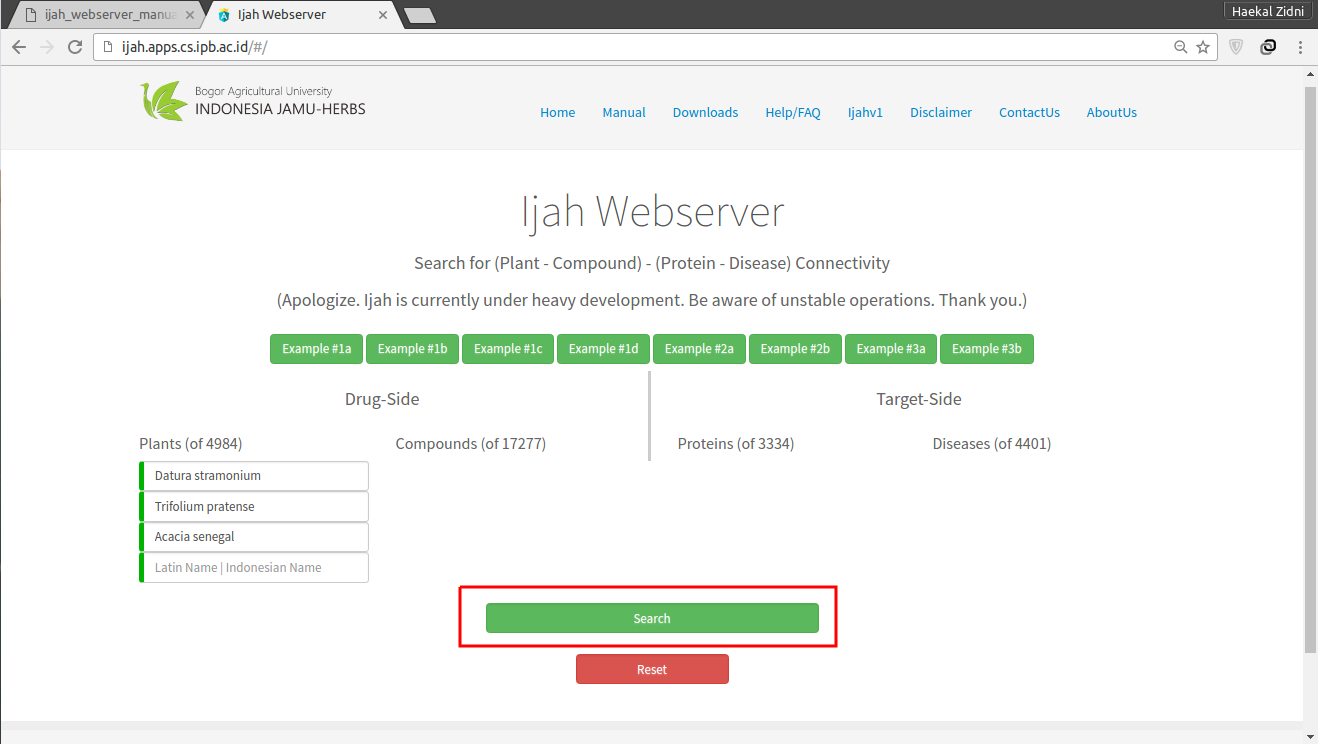 ijah_webserver_manua
Ijah Webserver
Haekal Zidni
ijah.apps.cs.ipb.ac.id/#/
Bogor Agricultural University
INDONESIA JAMU-HERBS
Home Manual Downloads Help/FAQ Ijahv1 Disclaimer ContactUs AboutUs
Ijah Webserver
Search for (Plant - Compound) - (Protein - Disease) Connectivity
(Apologize. Ijah is currently under heavy development. Be aware of unstable operations. Thank you.)
Example #1a Example #1b Example #1c Example #1d Example #2a Example #2b Example #3a Example #3b
Drug-Side Target-Side
Plants (of 4984) Compounds (of 17277) Proteins (of 3334) Diseases (of 4401)
Datura stramonium
Trifolium pratense
Acacia senegal
Latin Name | Indonesian Name
Search
Reset